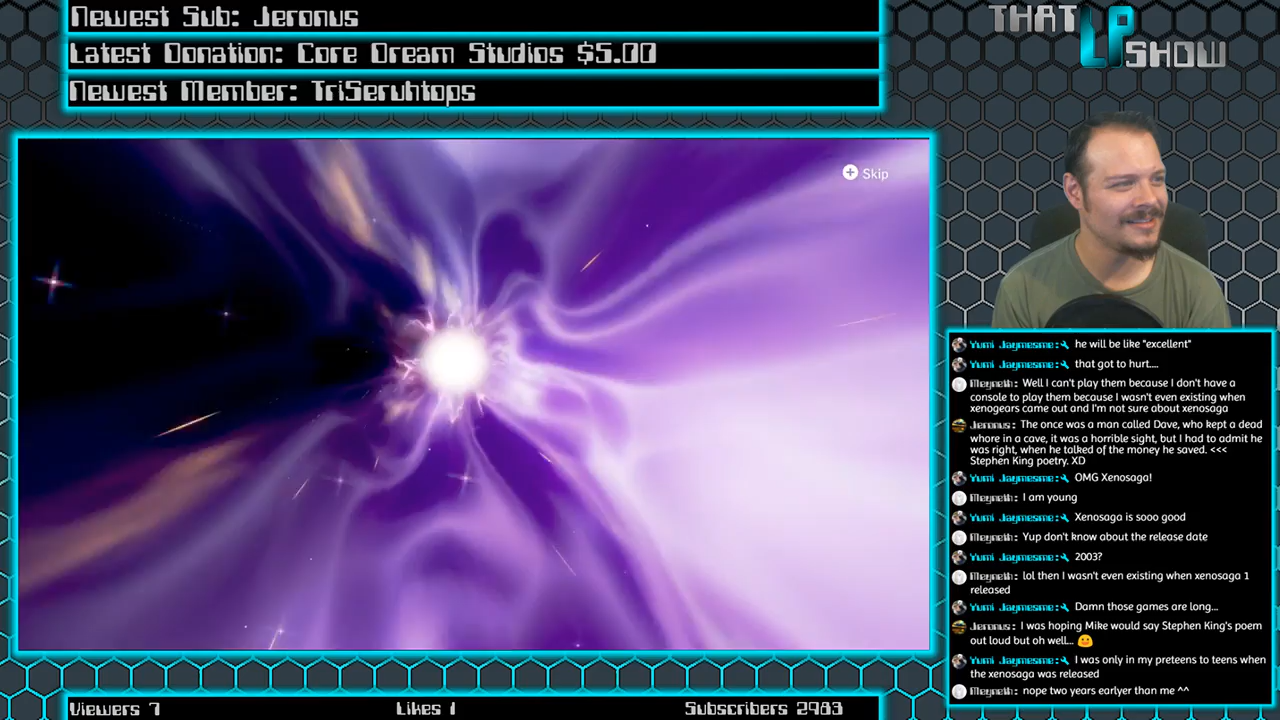 Newest Sub: Jeronus
Latest Donation: Core Dream Studios $5.00
Newest Member: TriSeruhtops
THAT
LP
SHOW
Skip
Yumi Jaymesme: he will be like "excellent"
Yumi Jaymesme: that got to hurt....
Meyneth: Well I can't play them because I don't have a
console to play them because I wasn't even existing when
xenogears came out and I'm not sure about xenosaga
Jeronus: The once was a man called Dave, who kept a dead
whore in a cave, it was a horrible sight, but I had to admit he
was right, when he talked of the money he saved. <<<
Stephen King poetry. XD
Yumi Jaymesme: OMG Xenosaga!
Meyneth: I am young
Yumi Jaymesme: Xenosaga is sooo good
Meyneth: Yup don't know about the release date
Yumi Jaymesme: 2003?
Meyneth: lol then I wasn't even existing when xenosaga 1
released
Yumi Jaymesme: Damn those games are long...
Jeronus: I was hoping Mike would say Stephen King's poem
out loud but oh well...
Yumi Jaymesme: I was only in my preteens to teens when
the xenosaga was released
Meyneth: nope two years earlyer than me ^^
Viewers 7
Likes 1
Subscribers 2983